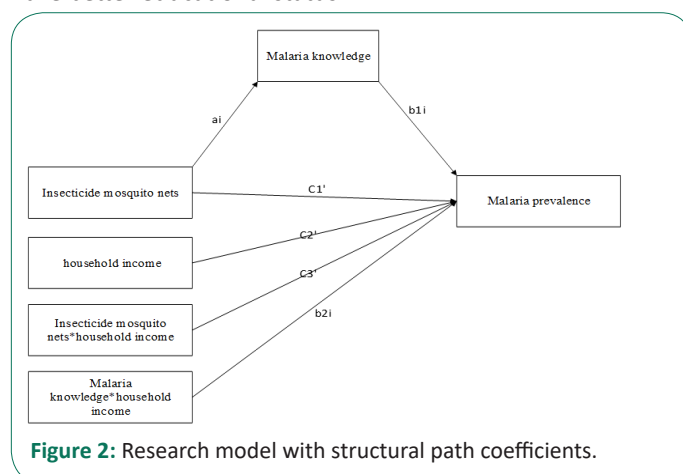 Malaria knowledge
ai
b1i
Insecticide mosquito nets
C1'
Malaria prevalence
C2'
household income
C3'
Insecticide mosquito
nets*household income
b2i
Malaria
knowledge*household
income
Figure 2: Research model with structural path coefficients.